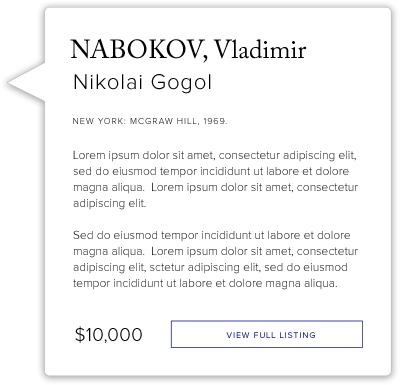 NABOKOV, Vladimir
Nikolai Gogol
NEW YORK: MCGRAW HILL, 1969.
Lorem ipsum dolor sit amet, consectetur adipiscing elit,
sed do eiusmod tempor incididunt ut labore et dolore
magna aliqua.  Lorem ipsum dolor sit amet, consectetur
adipiscing elit.
Sed do eiusmod tempor incididunt ut labore et dolore
magna aliqua.  Lorem ipsum dolor sit amet, consectetur
adipiscing elit, sctetur adipiscing elit, sed do eiusmod
tempor incididunt ut labore et dolore magna aliqua.
$10,000
VIEW FULL LISTING